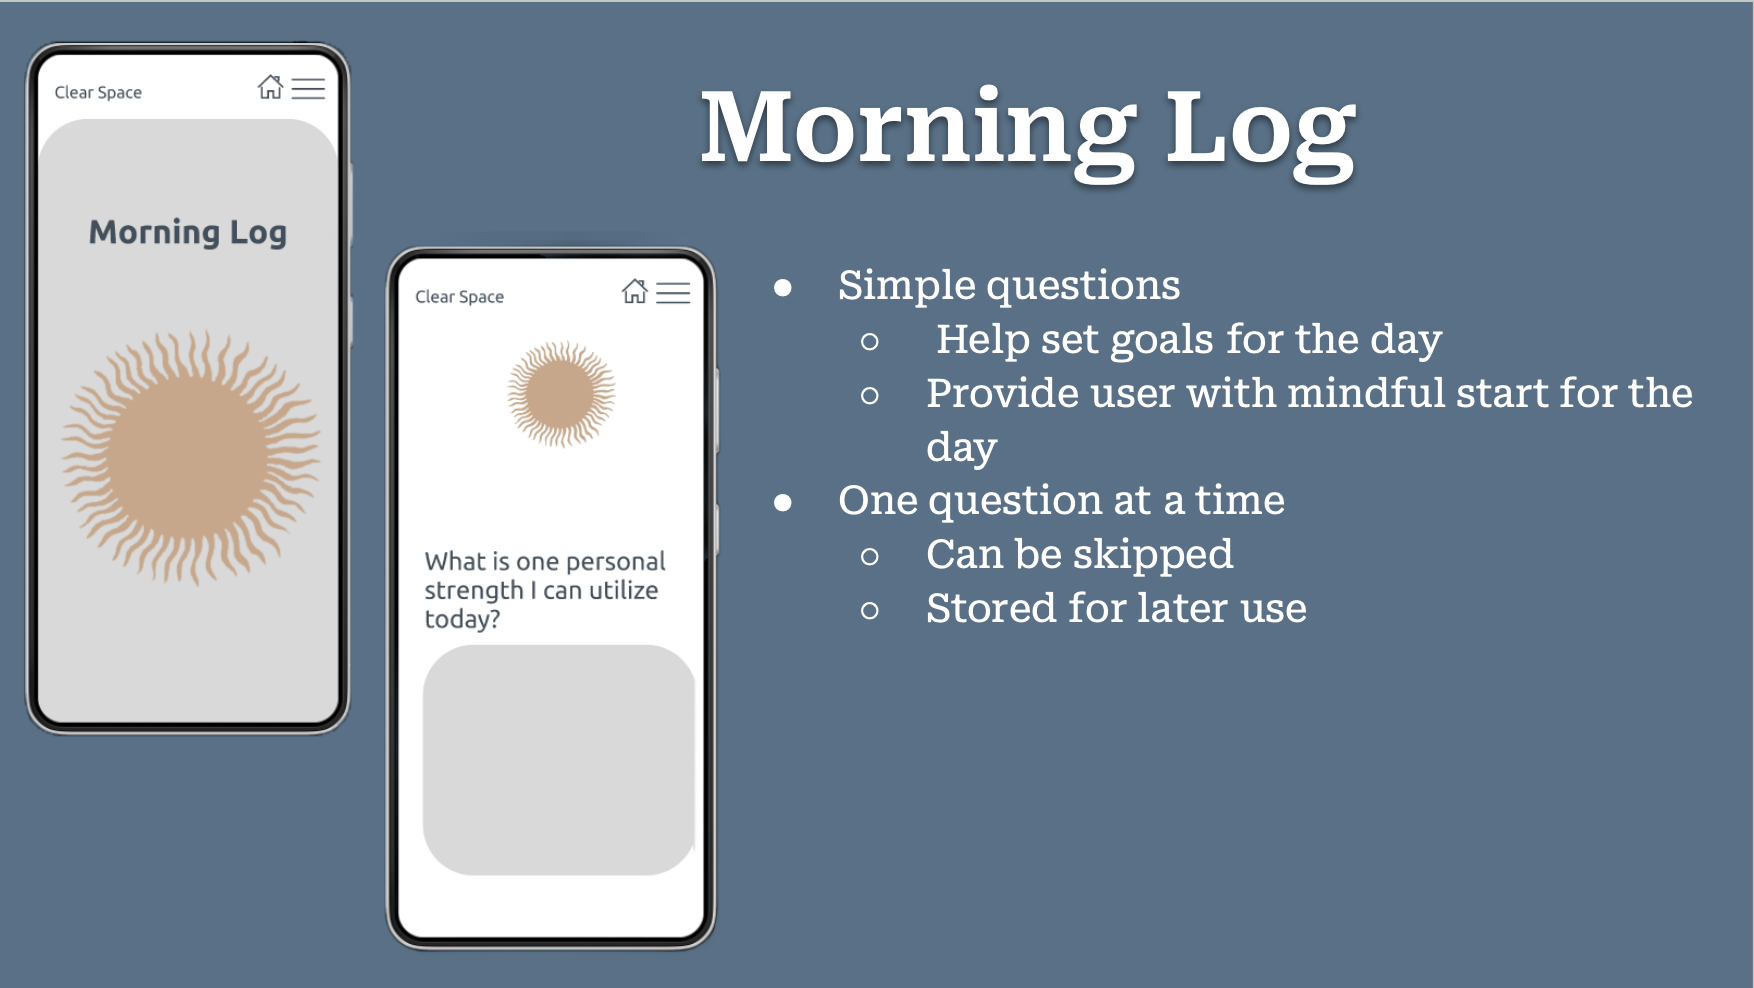 Clear Space
Morning Log
Clear Space
What is one personal
strength I can utilize
today?
Morning Log
● Simple questions
○ Help set goals for the day
○ Provide user with mindful start for the
day
● One question at a time
○ Can be skipped
○ Stored for later use